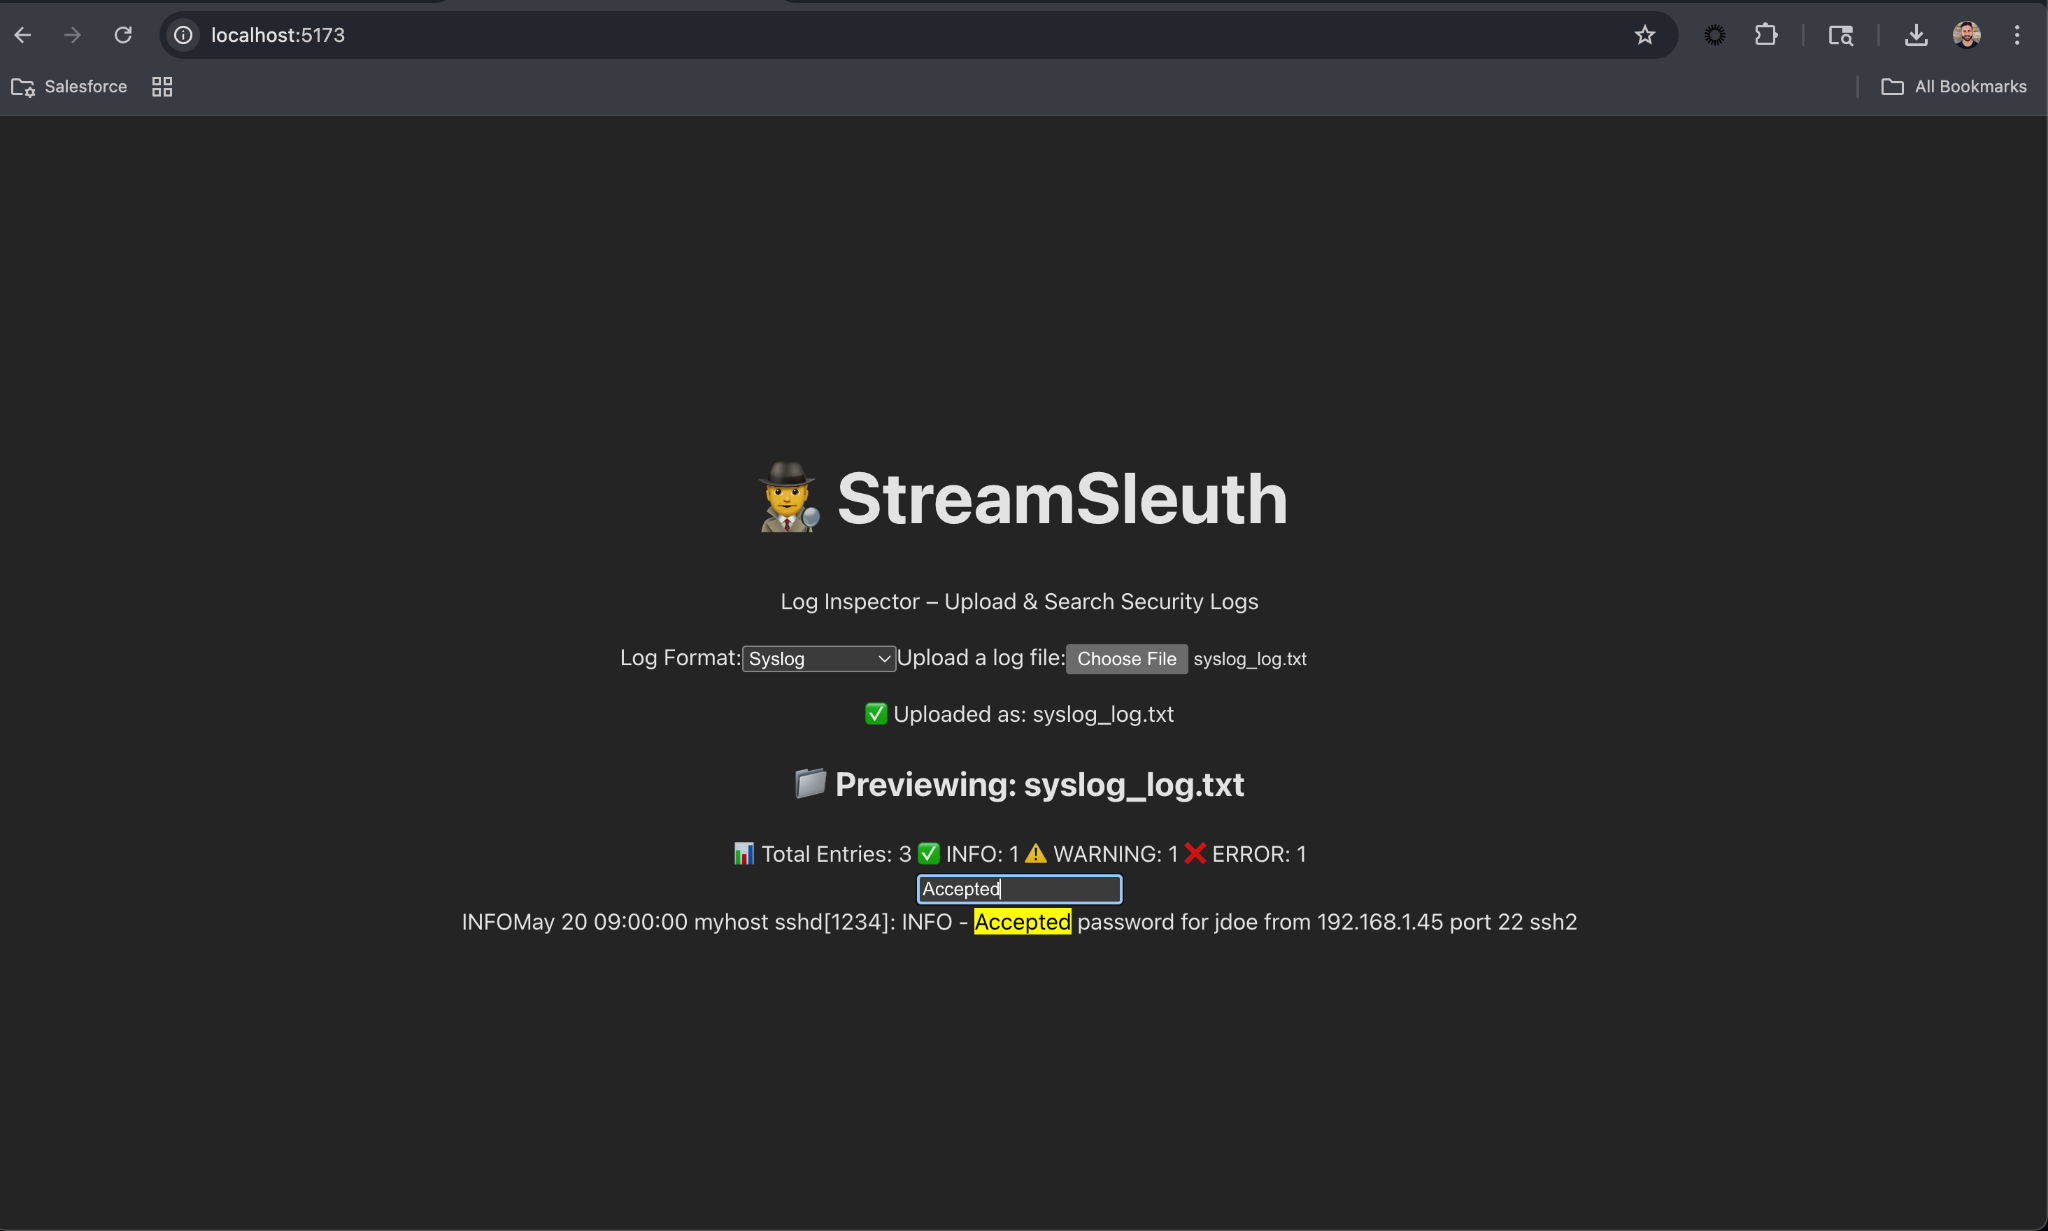 localhost:5173
Salesforce
All Bookmarks
StreamSleuth
Log Inspector – Upload & Search Security Logs
Log Format: Syslog Upload a log file: Choose File syslog_log.txt
Uploaded as: syslog_log.txt
Previewing: syslog_log.txt
Total Entries: 3 INFO: 1 WARNING: 1 ERROR: 1
Accepted
INFOMay 20 09:00:00 myhost sshd[1234]: INFO - Accepted password for jdoe from 192.168.1.45 port 22 ssh2